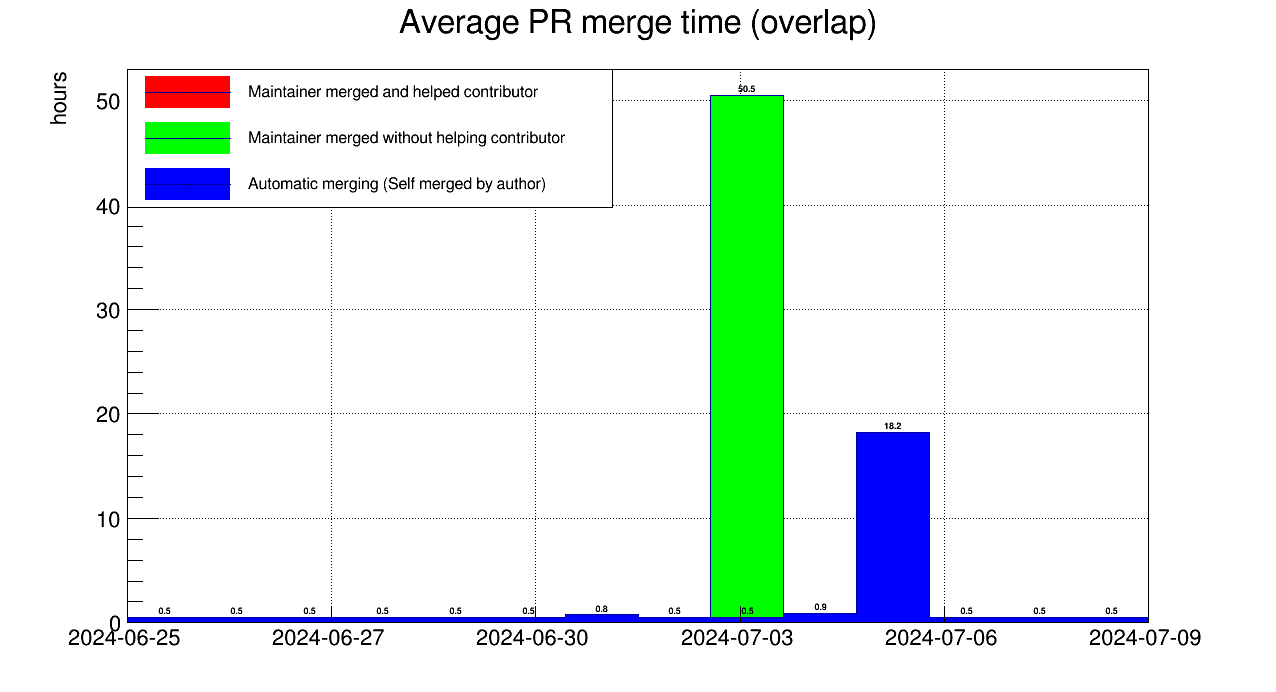 Average PR merge time (overlap)
hours
Maintainer merged and helped contributor
Maintainer merged without helping contributor
Automatic merging (Self merged by author)
50
40
30
20
10
0
50.5
18.2
0.5 0.5 0.5 0.5 0.5 0.5 0.8 0.5 0.5 0.9 0.5 0.5 0.5
2024-06-25 2024-06-27 2024-06-30 2024-07-03 2024-07-06 2024-07-09